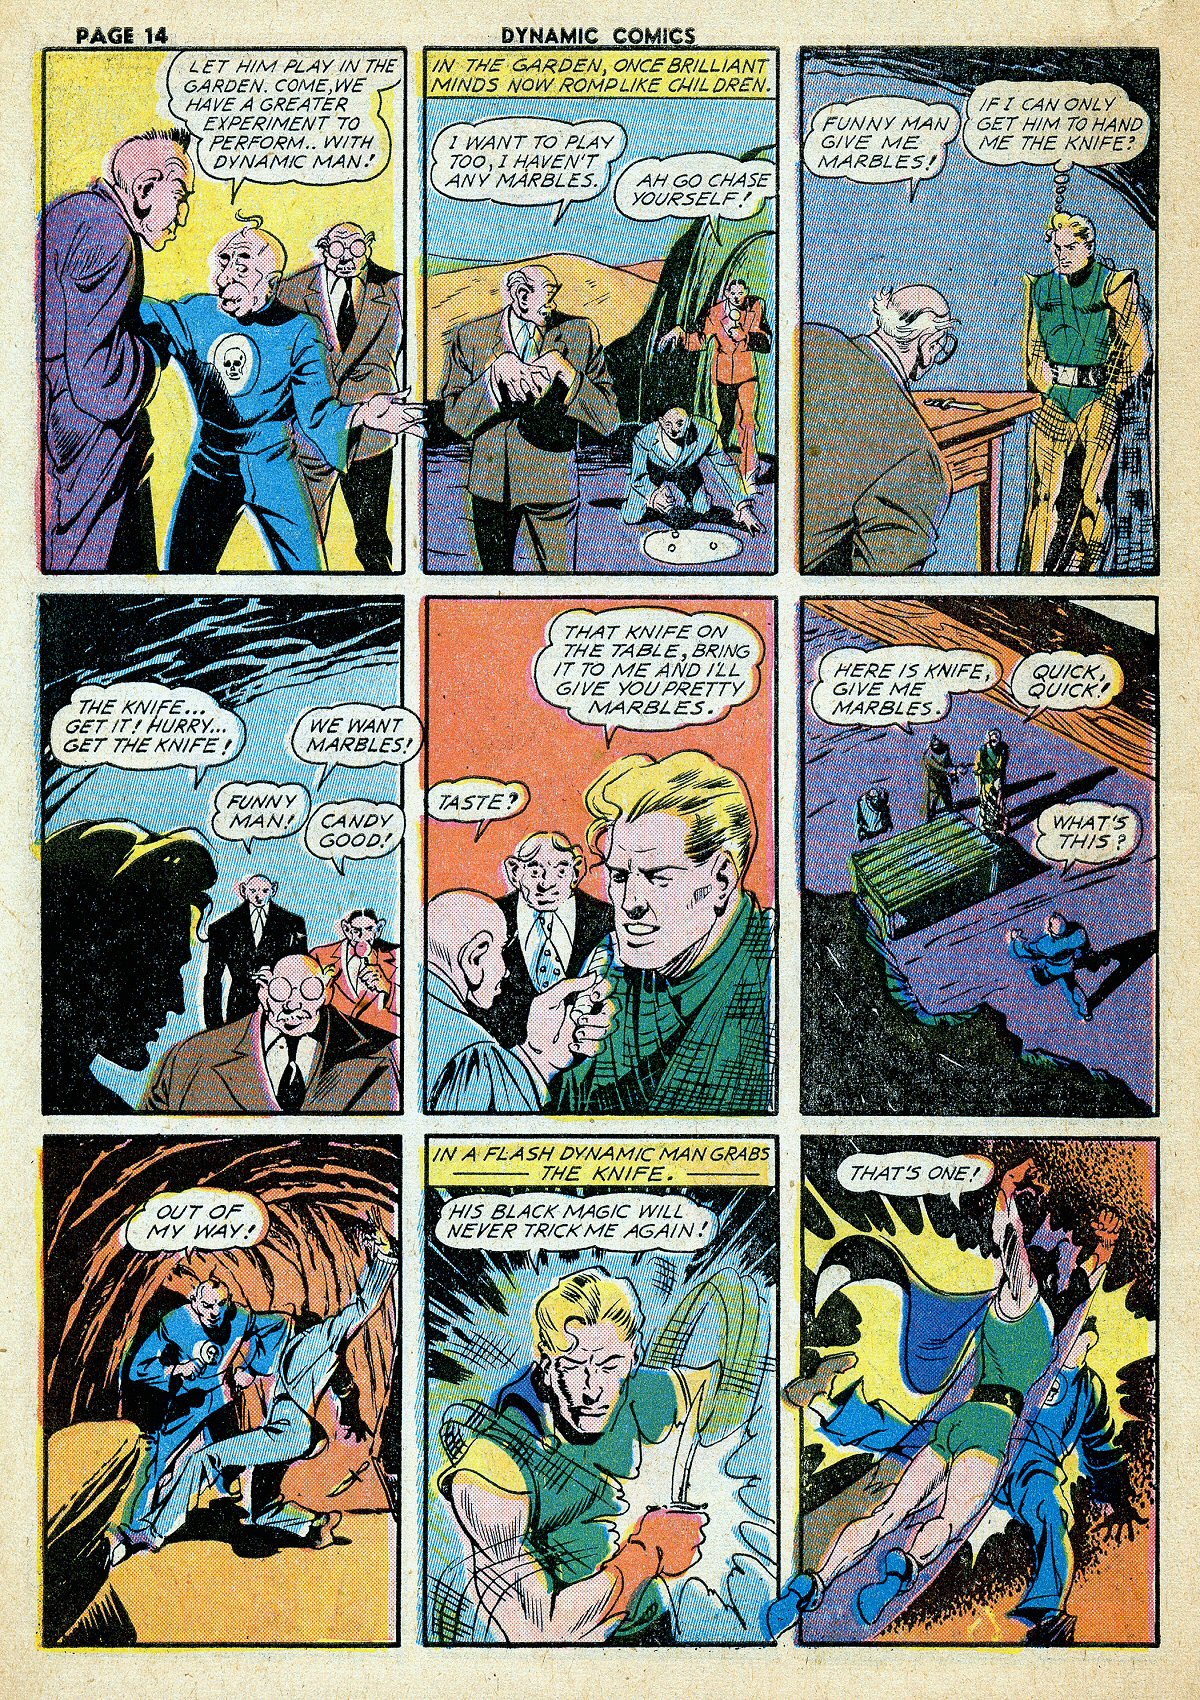 PAGE 14
DYNAMIC COMICS
LET HIM PLAY IN THE
GARDEN. COME, WE
HAVE A GREATER
EXPERIMENT TO
PERFORM.. WITH
DYNAMIC MAN!
IN THE GARDEN, ONCE BRILLIANT
MINDS NOW ROMP LIKE CHILDREN.
I WANT TO PLAY
TOO, I HAVEN'T
ANY MARBLES.
AH GO CHASE
YOURSELF!
FUNNY MAN
GIVE ME
MARBLES!
IF I CAN ONLY
GET HIM TO HAND
ME THE KNIFE?
THE KNIFE...
GET IT! HURRY...
GET THE KNIFE!
WE WANT
MARBLES!
FUNNY
MAN!
CANDY
GOOD!
THAT KNIFE ON
THE TABLE, BRING
IT TO ME AND I'LL
GIVE YOU PRETTY
MARBLES.
TASTE?
HERE IS KNIFE,
GIVE ME
MARBLES.
QUICK,
QUICK!
WHAT'S
THIS?
OUT OF
MY WAY!
IN A FLASH DYNAMIC MAN GRABS
THE KNIFE.
HIS BLACK MAGIC WILL
NEVER TRICK ME AGAIN!
THAT'S ONE!